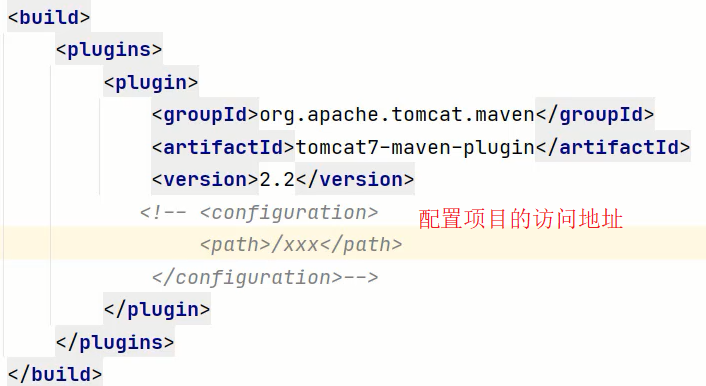 <build>
<plugins>
<plugin>
<groupId>org.apache.tomcat.maven</groupId>
<artifactId>tomcat7-maven-plugin</artifactId>
<version>2.2</version>
<!-- <configuration> 配置项目的访问地址
<path>/xxx</path>
</configuration>-->
</plugin>
</plugins>
</build>